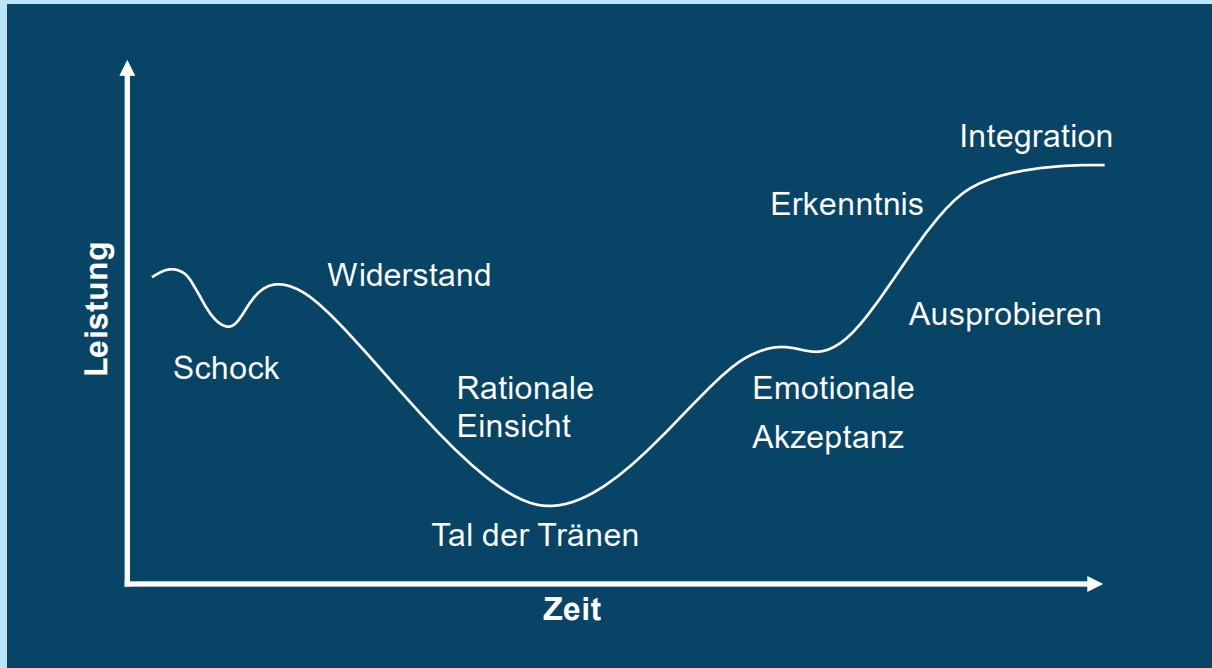 Integration
Erkenntnis
Widerstand
Ausprobieren
Leistung
Schock
Rationale
Einsicht
Emotionale
Akzeptanz
Tal der Tränen
Zeit